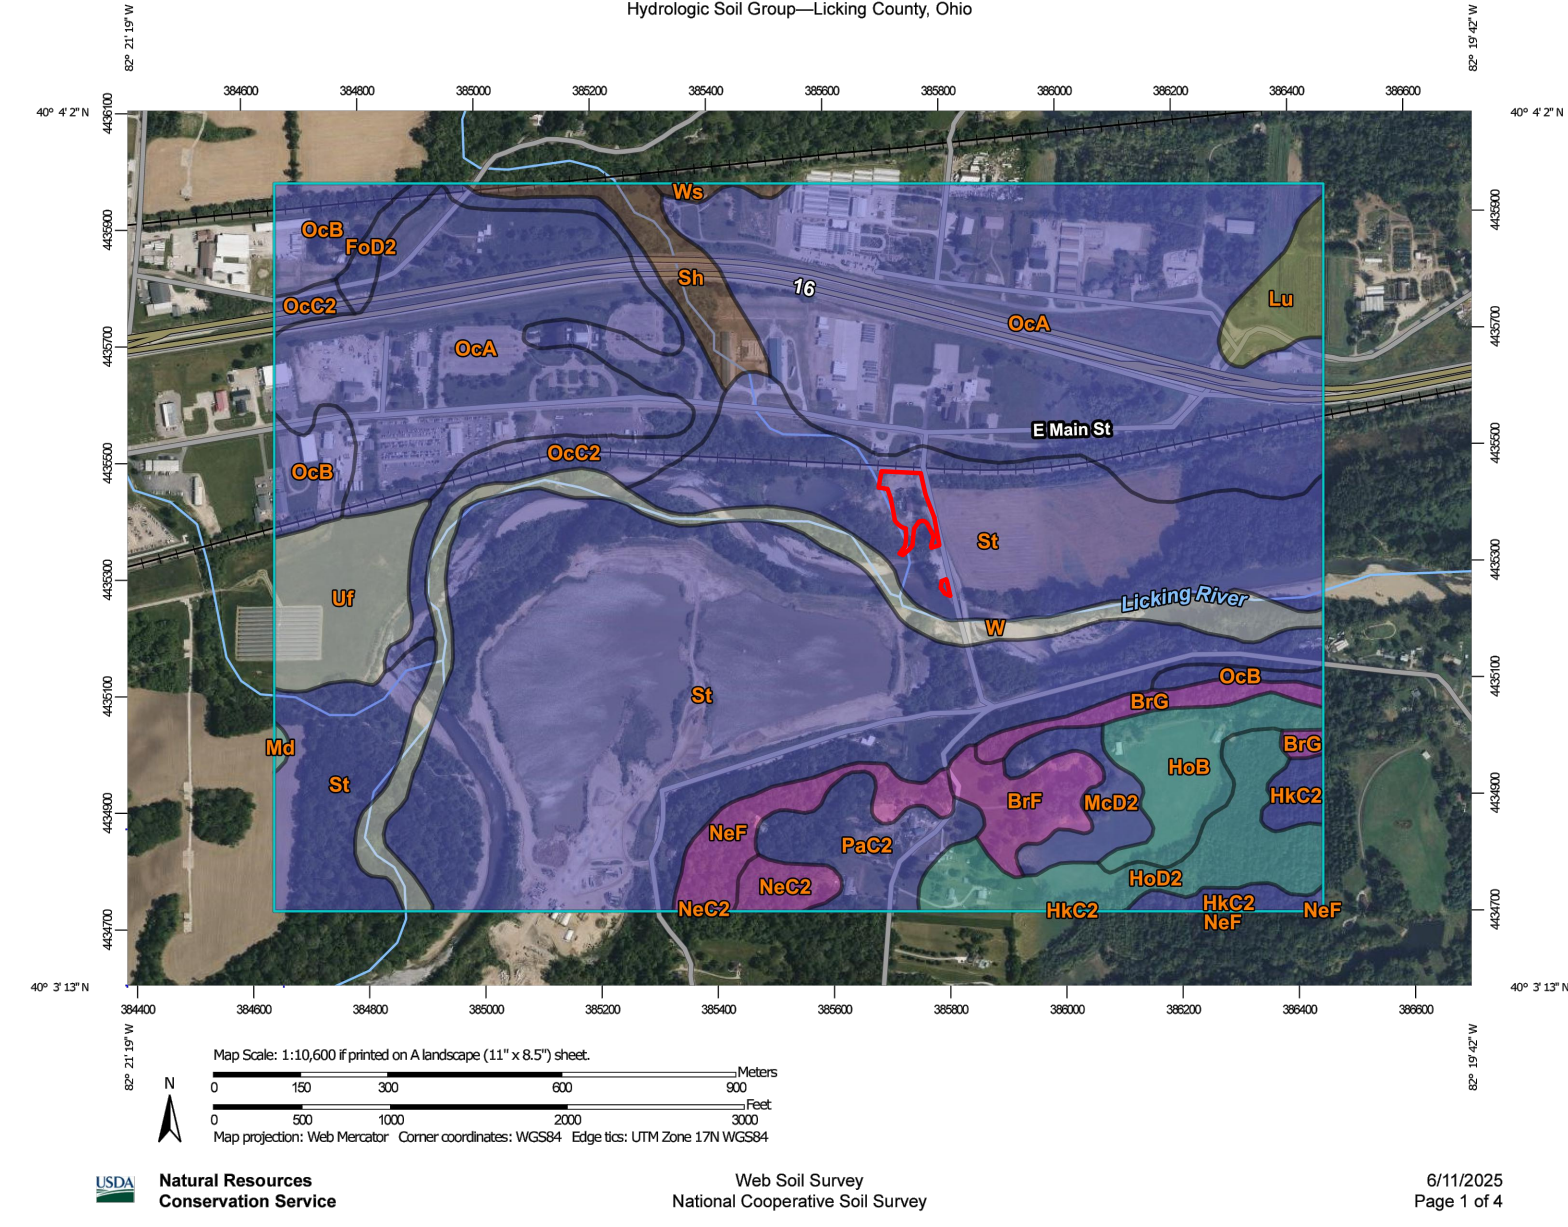 Hydrologic Soil Group—Licking County, Ohio
82° 21' 19'' W
82° 19' 42'' W
384600 384800 385000 385200 385400 385600 385800 386000 386200 386400 386600
40° 4' 2'' N
40° 4' 2'' N
4436100
4435900
4435700
4435500
4435300
4435100
4434900
4434700
4435900
4435700
4435500
4435300
4435100
4434900
4434700
Ws
OcB
FoD2
Sh
16
OcC2
Lu
OcA
OcA
E Main St
OcC2
OcB
St
Uf
Licking River
W
OcB
St
BrG
Md
BrG
HoB
St
HkC2
BrF
McD2
NeF
PaC2
HoD2
NeC2
NeC2
HkC2
HkC2
NeF
NeF
40° 3' 13'' N
40° 3' 13'' N
384400 384600 384800 385000 385200 385400 385600 385800 386000 386200 386400 386600
82° 21' 19'' W
82° 19' 42'' W
Map Scale: 1:10,600 if printed on A landscape (11" x 8.5") sheet.
Meters
0 150 300 600 900
N
Feet
0 500 1000 2000 3000
Map projection: Web Mercator Corner coordinates: WGS84 Edge tics: UTM Zone 17N WGS84
USDA
Natural Resources
Conservation Service
Web Soil Survey
National Cooperative Soil Survey
6/11/2025
Page 1 of 4